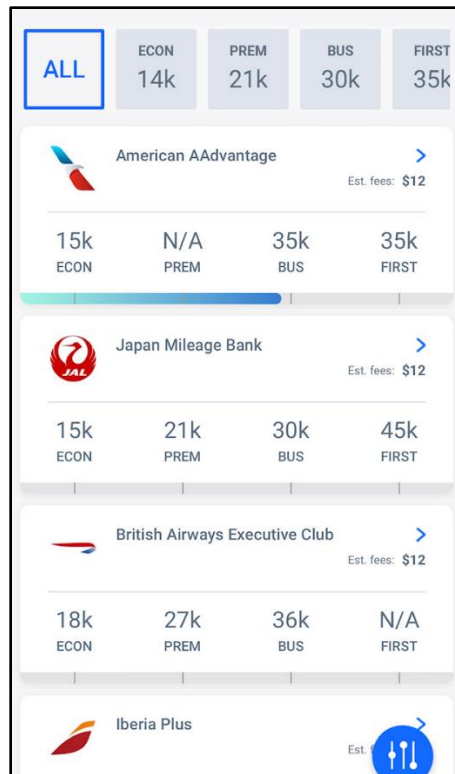 ALL
ECON PREM BUS FIRST
14k 21k 30k 35k
American AAdvantage
Est. fees: $12
15k N/A 35k 35k
ECON PREM BUS FIRST
JAL
Japan Mileage Bank
Est. fees: $12
15k 21k 30k 45k
ECON PREM BUS FIRST
British Airways Executive Club
Est. fees: $12
18k 27k 36k N/A
ECON PREM BUS FIRST
Iberia Plus
Est.